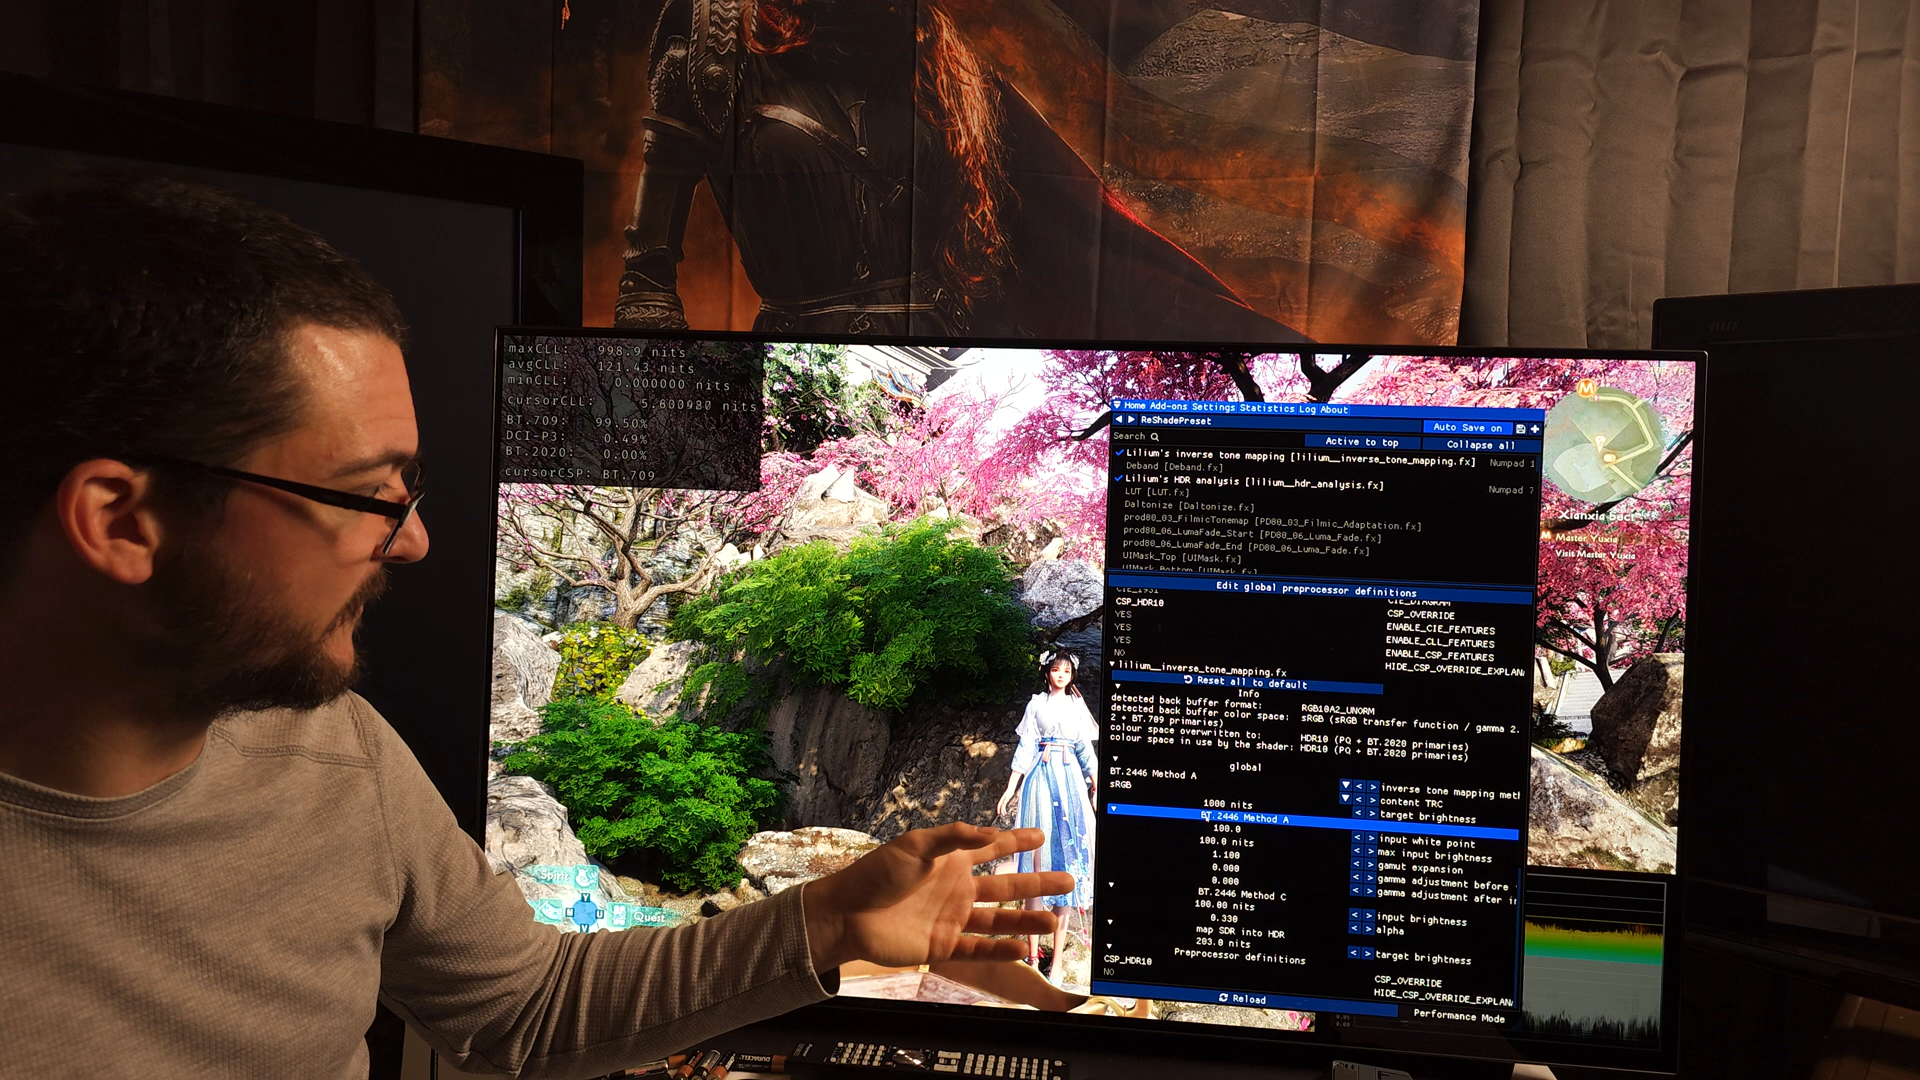 maxCLL: 998.9 nits
avgCLL: 121.43 nits
minCLL: 0.000000 nits
cursorCLL: 5.600980 nits
BT.709: 99.50%
DCI-P3: 0.49%
BT.2020: 0.00%
cursorCSP: BT.709
Home Add-ons Settings Statistics Log About
ReShadePreset
Auto Save on
Search
Active to top
Collapse all
Lilium's inverse tone mapping [lilium__inverse_tone_mapping.fx] Numpad 1
Deband [Deband.fx]
Lilium's HDR analysis [lilium__hdr_analysis.fx] Numpad 7
LUT [LUT.fx]
Daltonize [Daltonize.fx]
prod80_03_FilmicTonemap [PD80_03_Filmic_Adaptation.fx]
prod80_06_LumaFade_Start [PD80_06_Luma_Fade.fx]
prod80_06_LumaFade_End [PD80_06_Luma_Fade.fx]
UIMask_Top [UIMask.fx]
UIMask_Bottom [UIMask.fx]
Edit global preprocessor definitions
CIE_1931 CIE_DIAGRAM
CSP_HDR10 CSP_OVERRIDE
YES ENABLE_CIE_FEATURES
YES ENABLE_CLL_FEATURES
YES ENABLE_CSP_FEATURES
NO HIDE_CSP_OVERRIDE_EXPLAN
lilium__inverse_tone_mapping.fx
Reset all to default
Info
detected back buffer format: RGB10A2_UNORM
detected back buffer color space: sRGB (sRGB transfer function / gamma 2.
2 + BT.709 primaries)
colour space overwritten to: HDR10 (PQ + BT.2020 primaries)
colour space in use by the shader: HDR10 (PQ + BT.2020 primaries)
global
BT.2446 Method A inverse tone mapping met
sRGB content TRC
1000 nits target brightness
BT.2446 Method A
100.0 input white point
100.0 nits max input brightness
1.100 gamut expansion
0.000 gamma adjustment before
0.000 gamma adjustment after i
BT.2446 Method C
100.00 nits input brightness
0.330 alpha
map SDR into HDR
203.0 nits target brightness
Preprocessor definitions
CSP_HDR10 CSP_OVERRIDE
NO HIDE_CSP_OVERRIDE_EXPLAN
Reload
Performance Mode
M
Xianxia Sect
M Master Yuxia
Visit Master Yuxia
Spirit
Quest
DURACELL